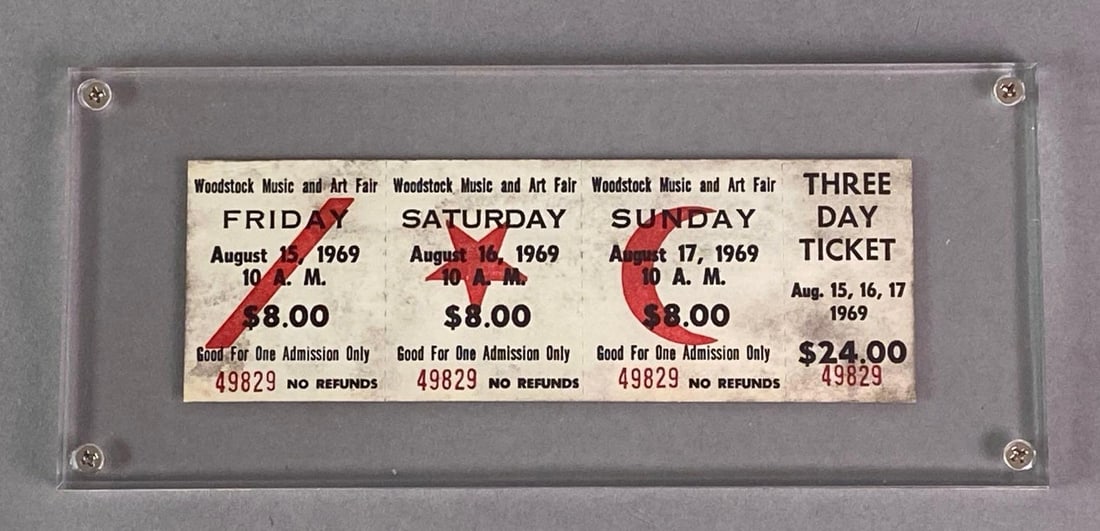 Woodstock Music and Art Fair
FRIDAY
August 15, 1969
10 A. M.
$8.00
Good For One Admission Only
49829 NO REFUNDS
Woodstock Music and Art Fair
SATURDAY
August 16, 1969
10 A. M.
$8.00
Good For One Admission Only
49829 NO REFUNDS
Woodstock Music and Art Fair
SUNDAY
August 17, 1969
10 A. M.
$8.00
Good For One Admission Only
49829 NO REFUNDS
THREE
DAY
TICKET
Aug. 15, 16, 17
1969
$24.00
49829